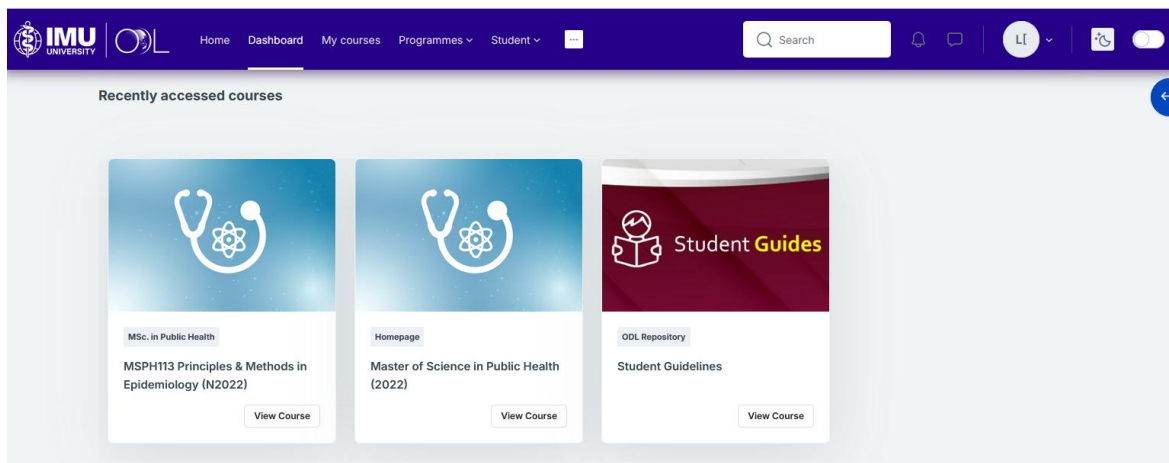 IMU
UNIVERSITY
ODL
Home Dashboard My courses Programmes Student ...
Search
L[
Recently accessed courses
Student Guides
MSc. in Public Health
MSPH113 Principles & Methods in
Epidemiology (N2022)
View Course
Homepage
Master of Science in Public Health
(2022)
View Course
ODL Repository
Student Guidelines
View Course